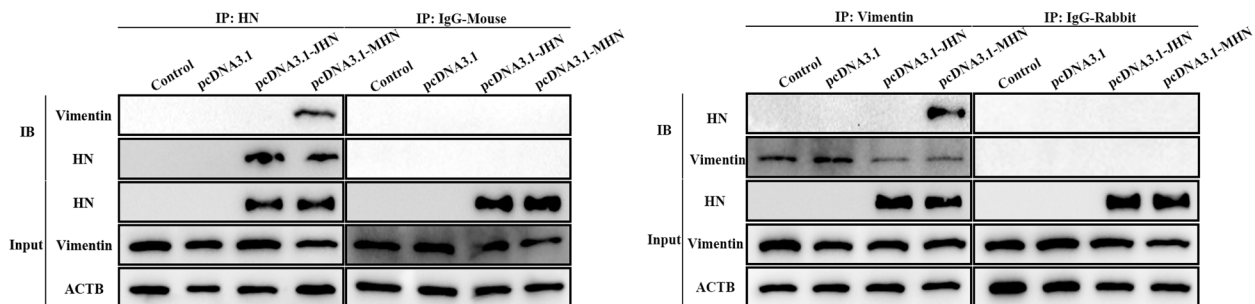 IP: HN IP: IgG-Mouse
Control pcDNA3.1 pcDNA3.1-JHN pcDNA3.1-MHN Control pcDNA3.1 pcDNA3.1-JHN pcDNA3.1-MHN
IB
Vimentin
HN
Input
HN
Vimentin
ACTB
IP: Vimentin IP: IgG-Rabbit
Control pcDNA3.1 pcDNA3.1-JHN pcDNA3.1-MHN Control pcDNA3.1 pcDNA3.1-JHN pcDNA3.1-MHN
IB
HN
Vimentin
Input
HN
Vimentin
ACTB